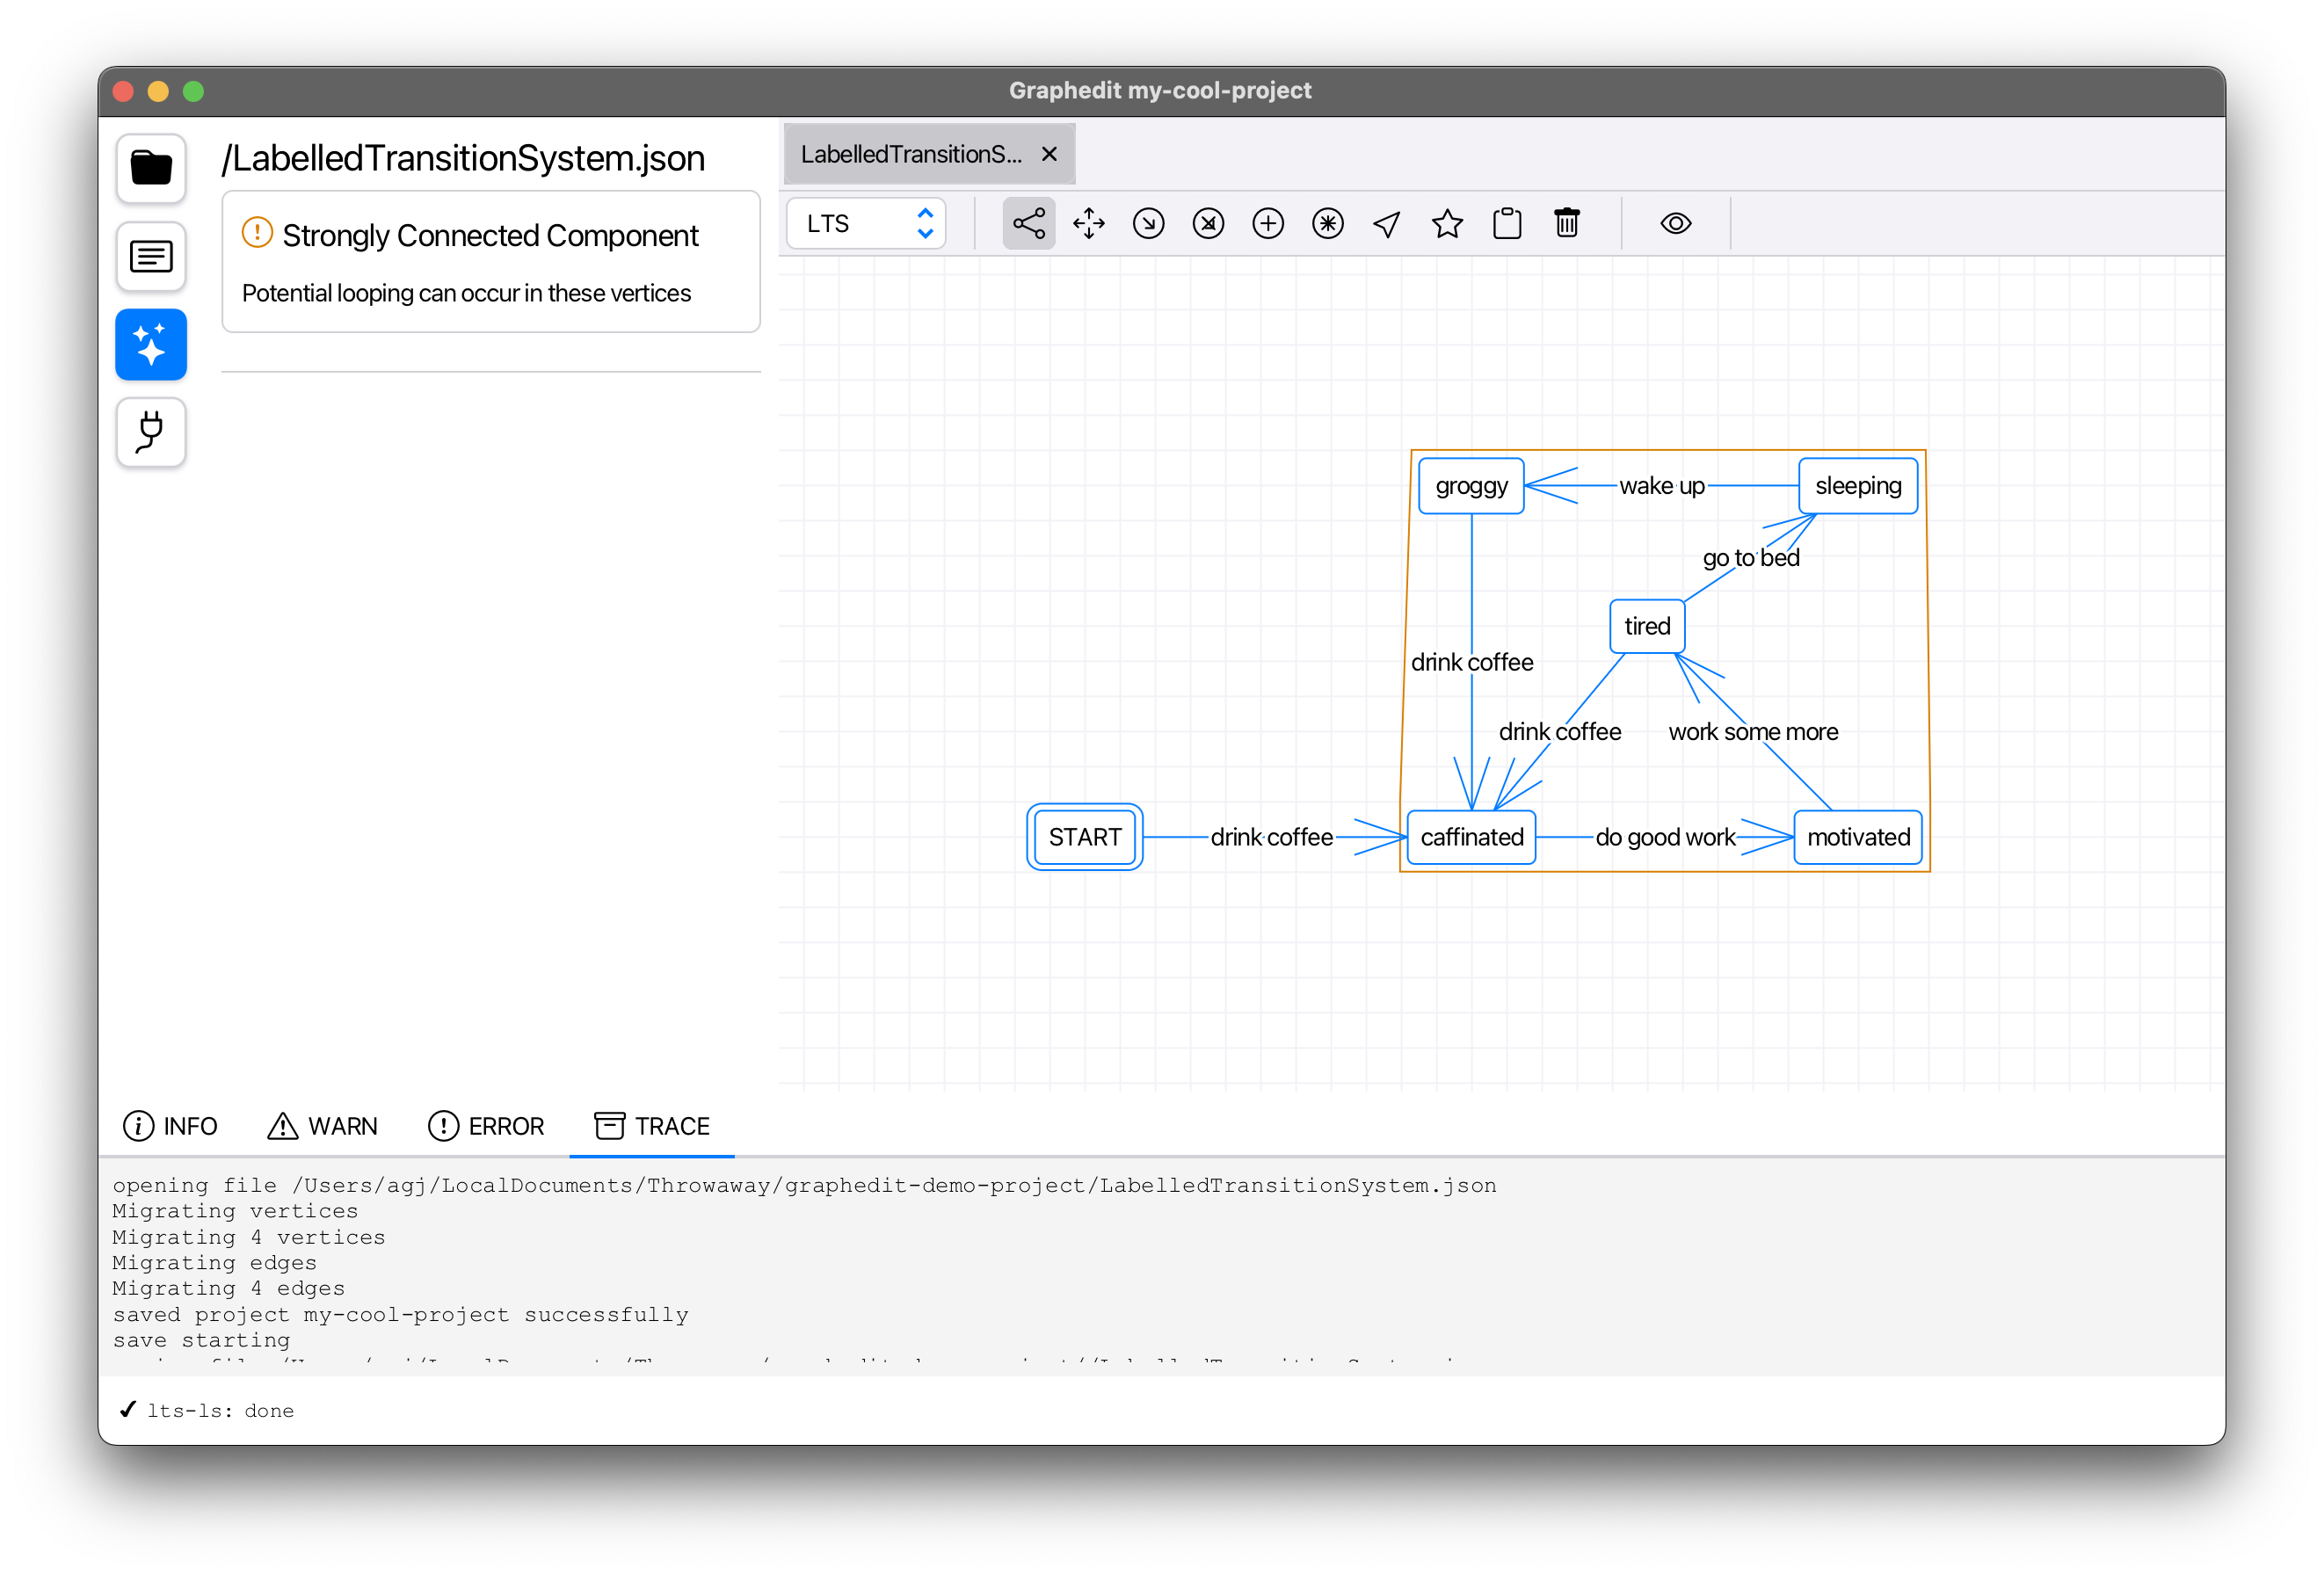 Graphedit my-cool-project
/LabelledTransitionSystem.json
Strongly Connected Component
Potential looping can occur in these vertices
LabelledTransitionS...
LTS
groggy
wake up
sleeping
go to bed
tired
drink coffee
drink coffee
work some more
START
drink coffee
caffinated
do good work
motivated
INFO
WARN
ERROR
TRACE
opening file /Users/agj/LocalDocuments/Throwaway/graphedit-demo-project/LabelledTransitionSystem.json
Migrating vertices
Migrating 4 vertices
Migrating edges
Migrating 4 edges
saved project my-cool-project successfully
save starting
✔ lts-ls: done